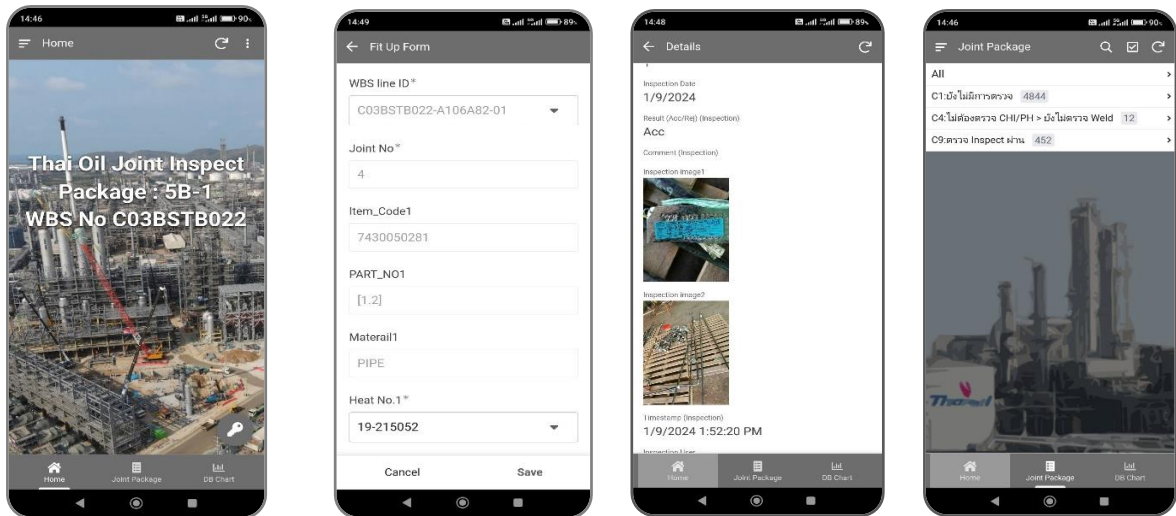 14:46
90%
Home
Thai Oil Joint Inspect
Package : 5B-1
WBS No C03BSTB022
Home
Joint Package
DB Chart
14:49
89%
Fit Up Form
WBS line ID*
C03BSTB022-A106A82-01
Joint No*
4
Item_Code1
7430050281
PART_NO1
[1.2]
Materail1
PIPE
Heat No.1*
19-215052
Cancel
Save
14:48
89%
Details
Inspection Date
1/9/2024
Result (Acc/Rej) (Inspection)
Acc
Comment (Inspection)
Inspection image1
Inspection image2
Timestamp (Inspection)
1/9/2024 1:52:20 PM
Inspection User
Home
Joint Package
DB Chart
14:46
90%
Joint Package
All
C1:ยังไม่มีการตรวจ 4844
C4:ไม่ต้องตรวจ CHI/PH > ยังไม่ตรวจ Weld 12
C9:ตรวจ Inspect ผ่าน 452
Thaioil
Home
Joint Package
DB Chart